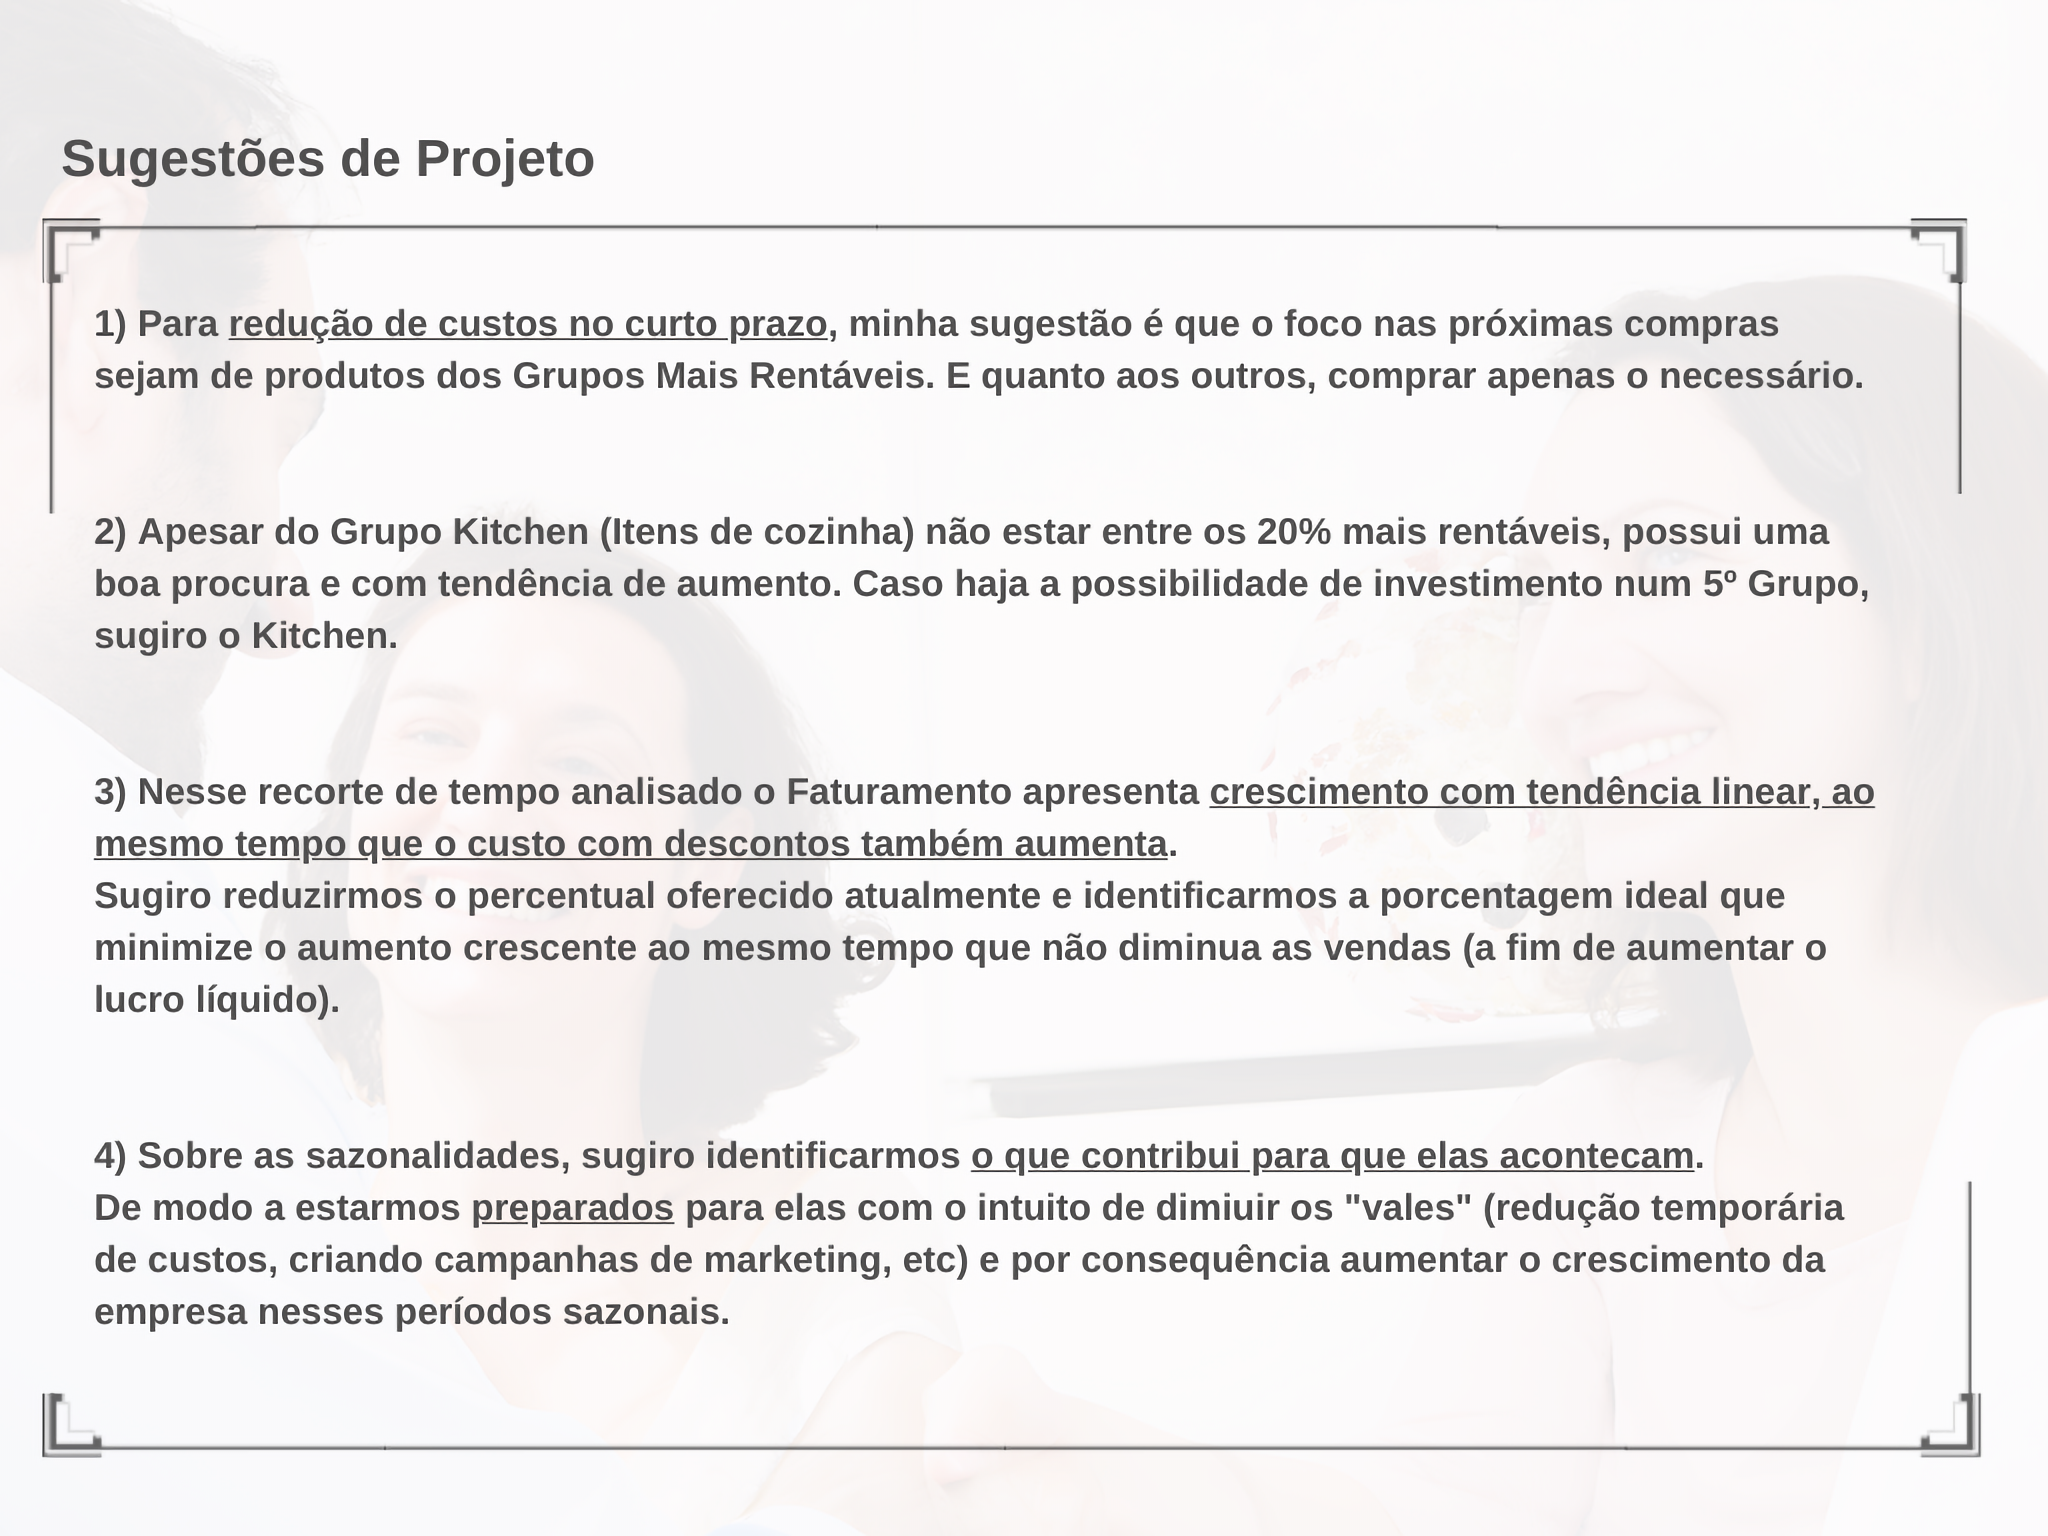 Sugestões de Projeto
1) Para redução de custos no curto prazo, minha sugestão é que o foco nas próximas compras
sejam de produtos dos Grupos Mais Rentáveis. E quanto aos outros, comprar apenas o necessário.
2) Apesar do Grupo Kitchen (Itens de cozinha) não estar entre os 20% mais rentáveis, possui uma
boa procura e com tendência de aumento. Caso haja a possibilidade de investimento num 5º Grupo,
sugiro o Kitchen.
3) Nesse recorte de tempo analisado o Faturamento apresenta crescimento com tendência linear, ao
mesmo tempo que o custo com descontos também aumenta.
Sugiro reduzirmos o percentual oferecido atualmente e identificarmos a porcentagem ideal que
minimize o aumento crescente ao mesmo tempo que não diminua as vendas (a fim de aumentar o
lucro líquido).
4) Sobre as sazonalidades, sugiro identificarmos o que contribui para que elas acontecam.
De modo a estarmos preparados para elas com o intuito de dimiuir os "vales" (redução temporária
de custos, criando campanhas de marketing, etc) e por consequência aumentar o crescimento da
empresa nesses períodos sazonais.